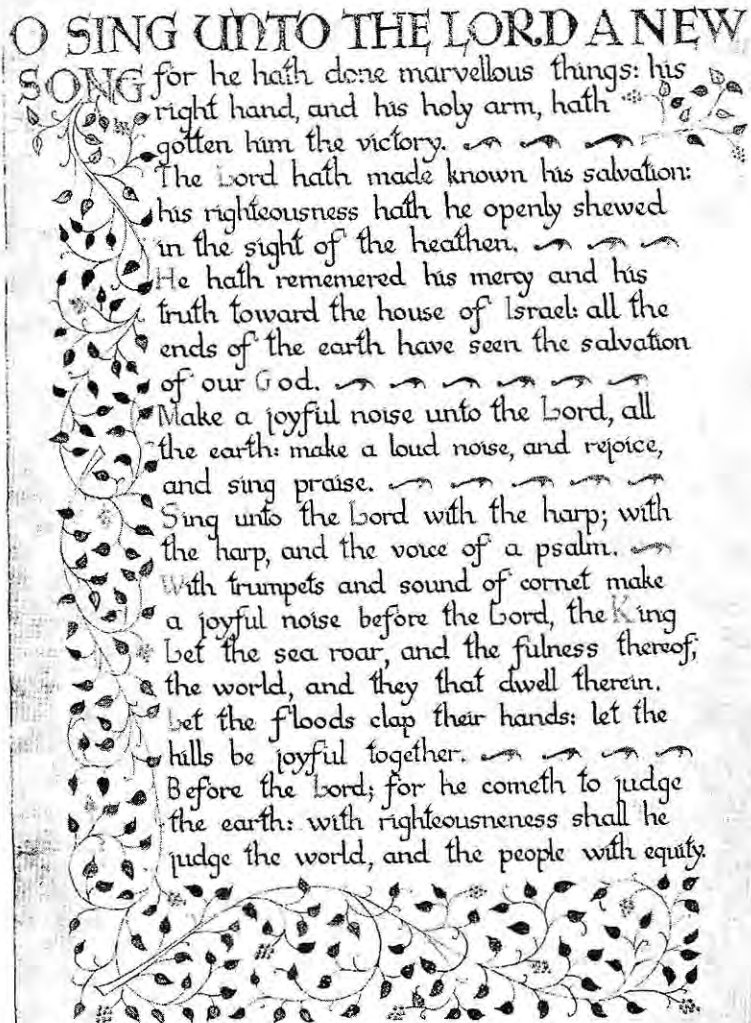 O SING UNTO THE LORD A NEW
SONG for he hath done marvellous things: his
right hand, and his holy arm, hath
gotten him the victory.
The Lord hath made known his salvation:
his righteousness hath he openly shewed
in the sight of the heathen.
He hath rememered his mercy and his
truth toward the house of Israel: all the
ends of the earth have seen the salvation
of our God.
Make a joyful noise unto the Lord, all
the earth: make a loud noise, and rejoice,
and sing praise.
Sing unto the Lord with the harp; with
the harp, and the voice of a psalm.
With trumpets and sound of cornet make
a joyful noise before the Lord, the King
Let the sea roar, and the fulness thereof;
the world, and they that dwell therein.
Let the floods clap their hands: let the
hills be joyful together.
Before the Lord; for he cometh to judge
the earth: with righteousneness shall he
judge the world, and the people with equity.